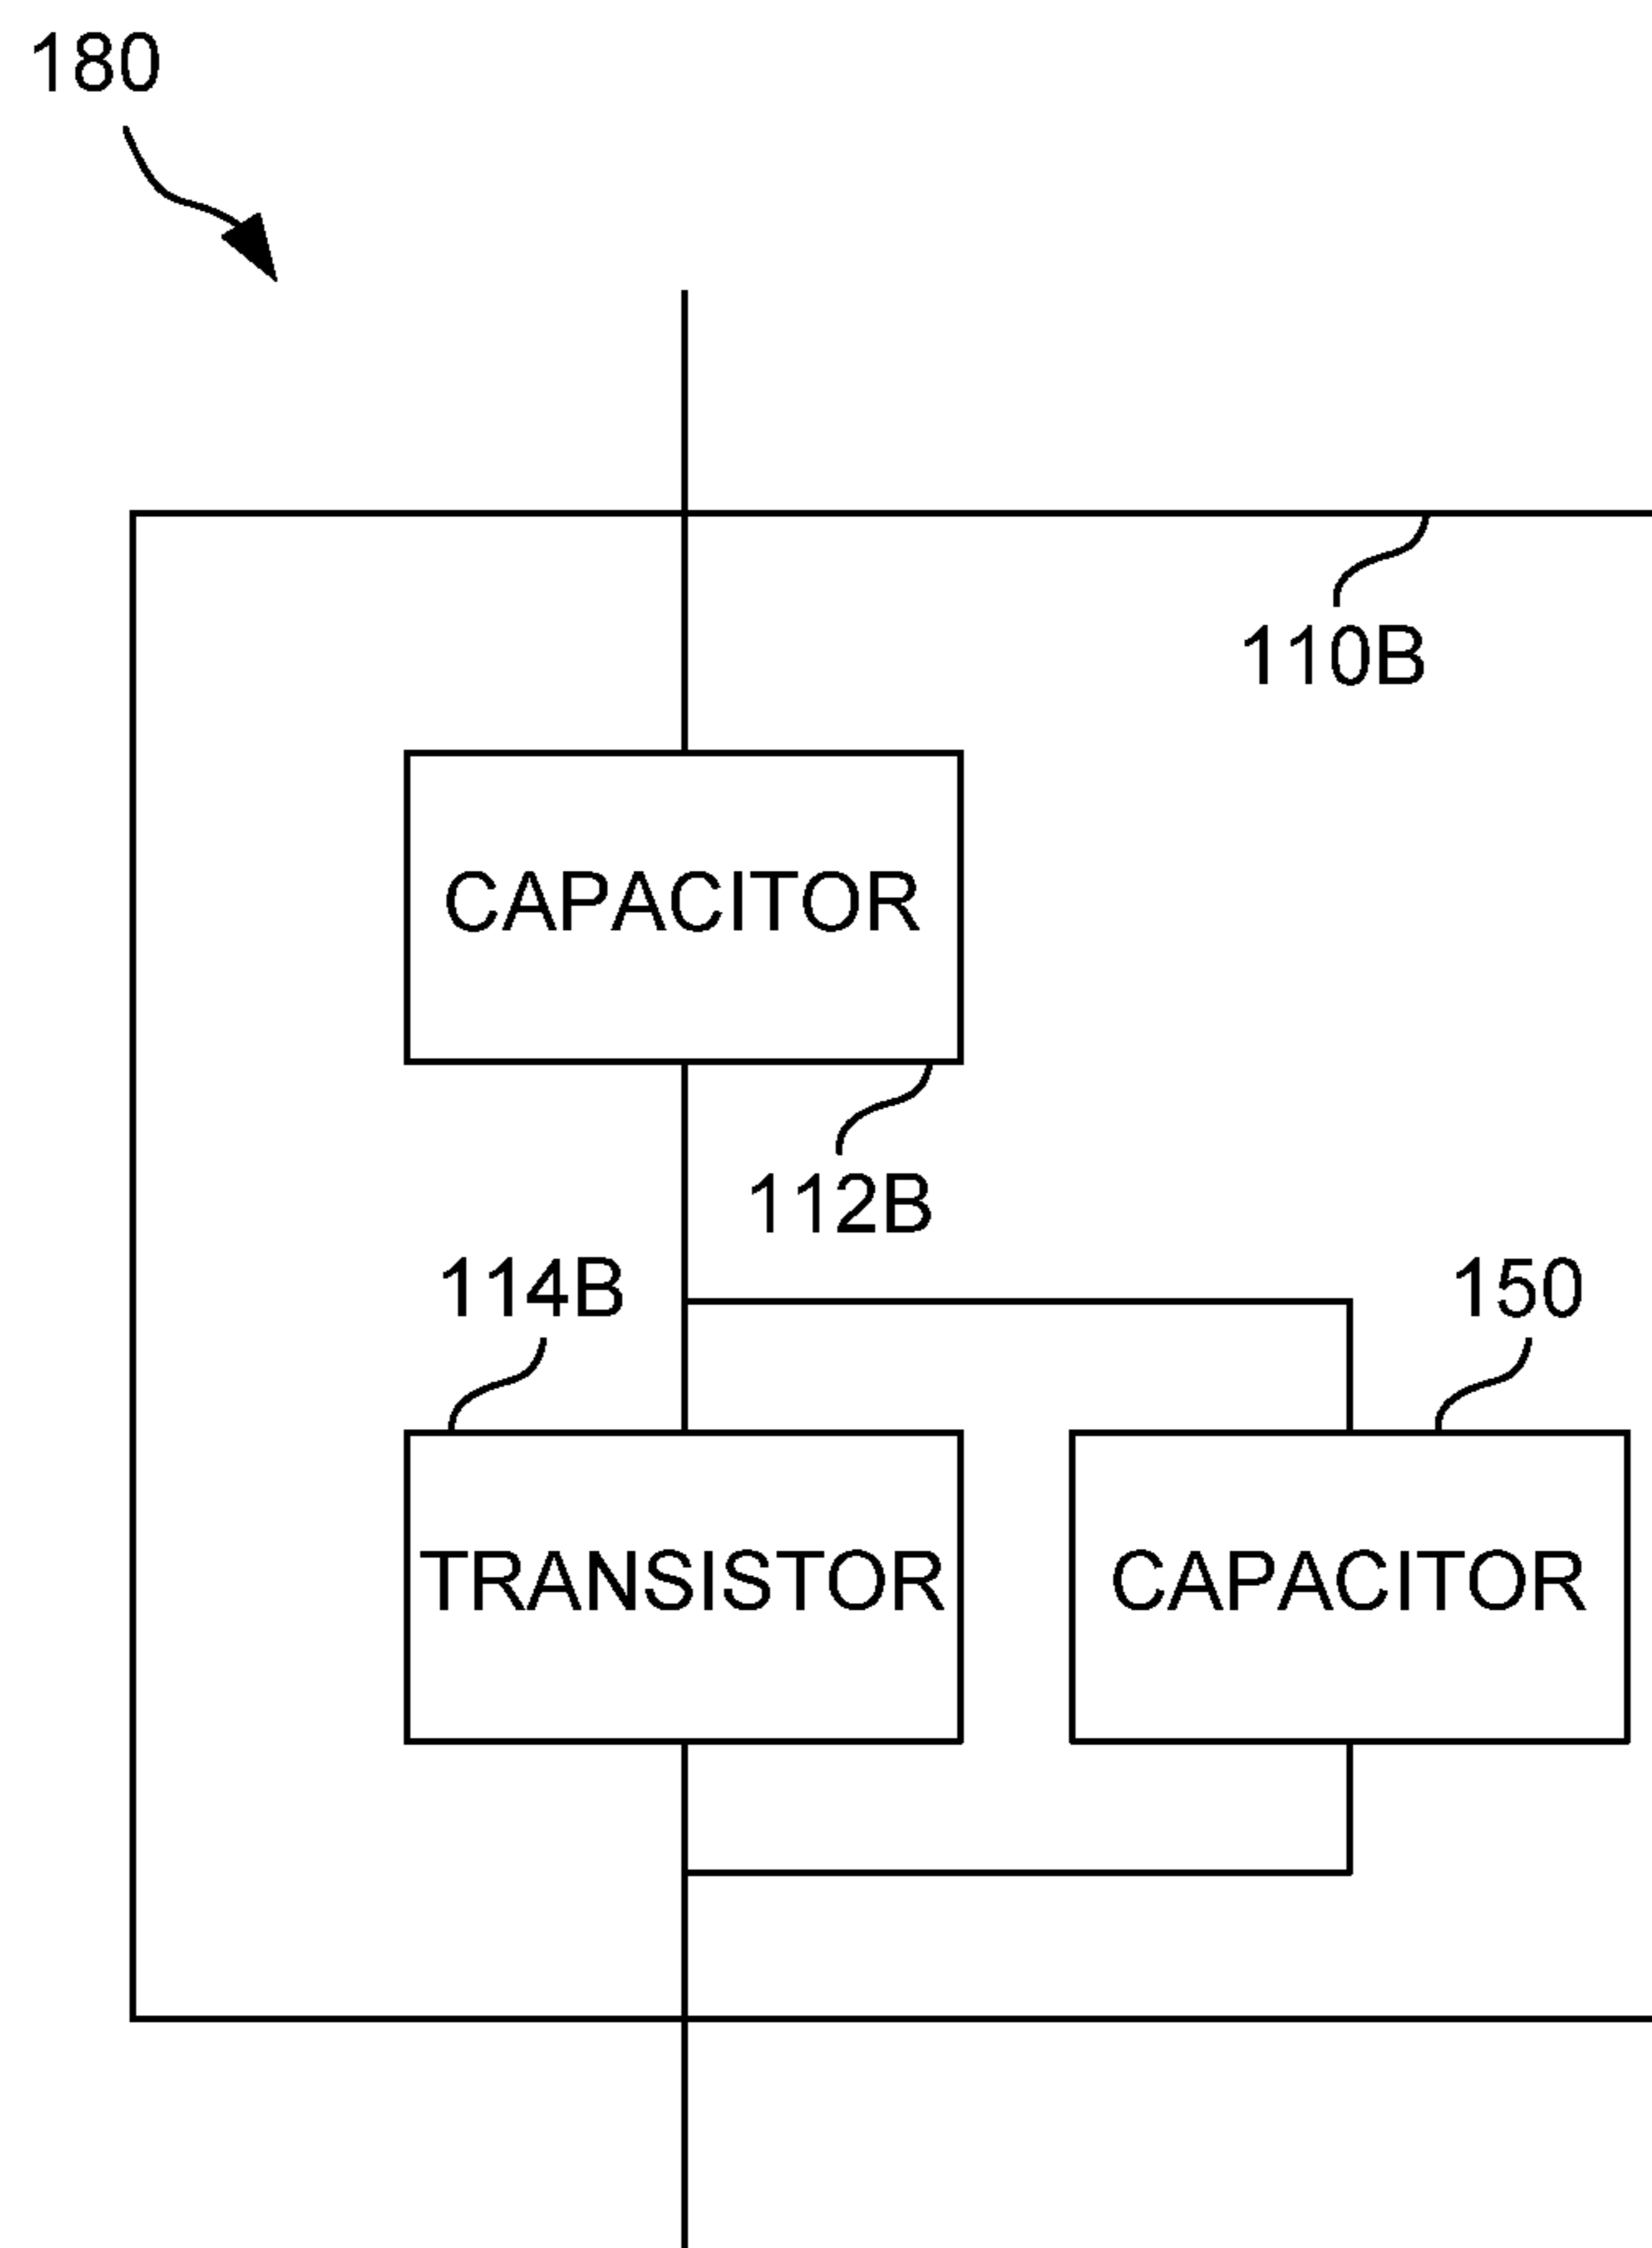 180
110B
CAPACITOR
112B
114B
150
TRANSISTOR
CAPACITOR